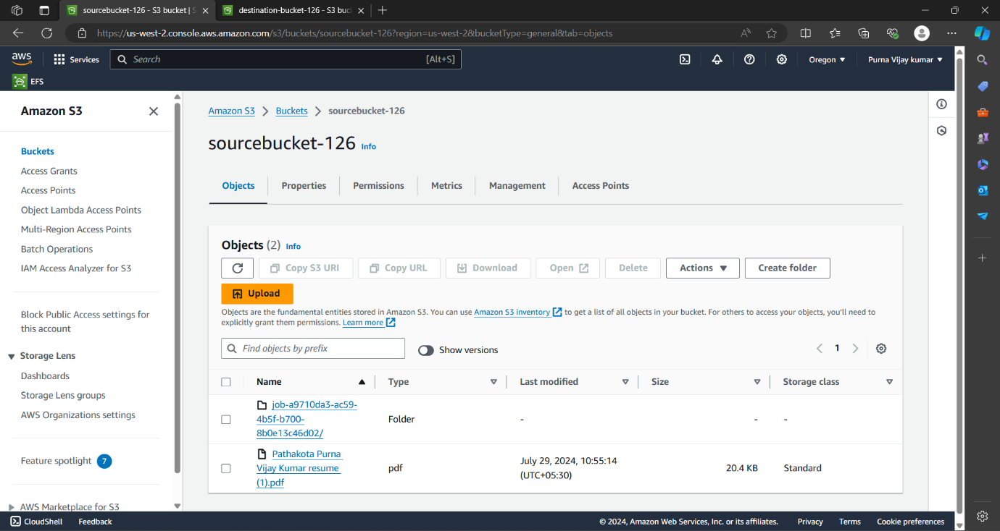 sourcebucket-126 - S3 bucket | S
destination-bucket-126 - S3 buck
https://us-west-2.console.aws.amazon.com/s3/buckets/sourcebucket-126?region=us-west-2&bucketType=general&tab=objects
aws
Services
Search
[Alt+S]
Oregon
Purna Vijay kumar
EFS
Amazon S3
Buckets
Access Grants
Access Points
Object Lambda Access Points
Multi-Region Access Points
Batch Operations
IAM Access Analyzer for S3
Block Public Access settings for
this account
Storage Lens
Dashboards
Storage Lens groups
AWS Organizations settings
Feature spotlight 7
AWS Marketplace for S3
Amazon S3 > Buckets > sourcebucket-126
sourcebucket-126 Info
Objects
Properties
Permissions
Metrics
Management
Access Points
Objects (2) Info
Copy S3 URI
Copy URL
Download
Open
Delete
Actions
Create folder
Upload
Objects are the fundamental entities stored in Amazon S3. You can use Amazon S3 inventory to get a list of all objects in your bucket. For others to access your objects, you'll need to
explicitly grant them permissions. Learn more
Find objects by prefix
Show versions
1
Name
Type
Last modified
Size
Storage class
job-a9710da3-ac59-
4b5f-b700-
8b0e13c46d02/
Folder
-
-
-
Pathakota Purna
Vijay Kumar resume
(1).pdf
pdf
July 29, 2024, 10:55:14
(UTC+05:30)
20.4 KB
Standard
CloudShell
Feedback
© 2024, Amazon Web Services, Inc. or its affiliates.
Privacy
Terms
Cookie preferences